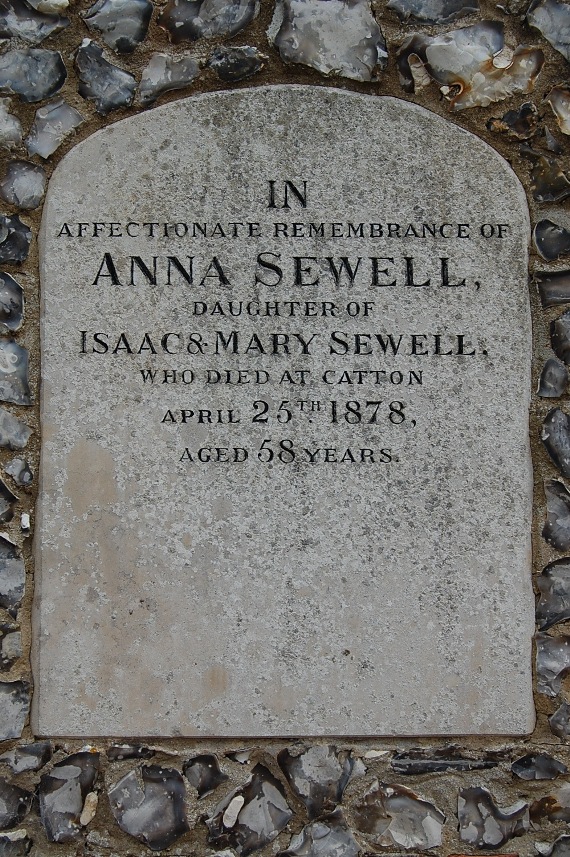 IN
AFFECTIONATE REMEMBRANCE OF
ANNA SEWELL,
DAUGHTER OF
ISAAC & MARY SEWELL.
WHO DIED AT CATTON
APRIL 25TH 1878,
AGED 58 YEARS.